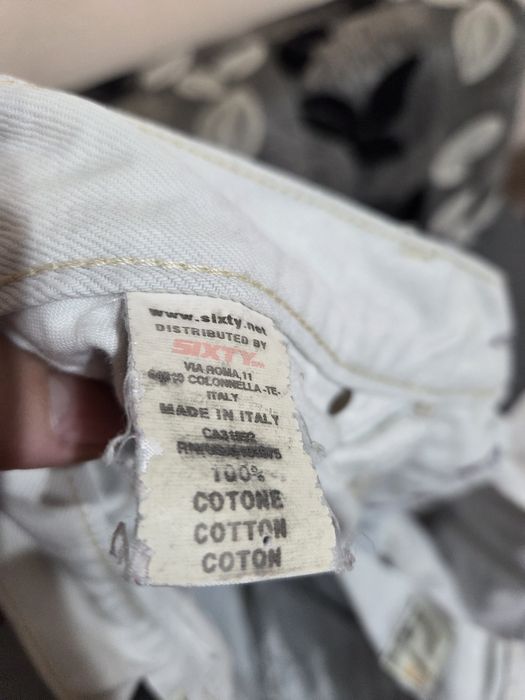 www.sixty.net
DISTRIBUTED BY
SIXTY
VIA ROMA, 11
COLONNELLA -TE-
ITALY
MADE IN ITALY
100%
COTONE
COTTON
COTON